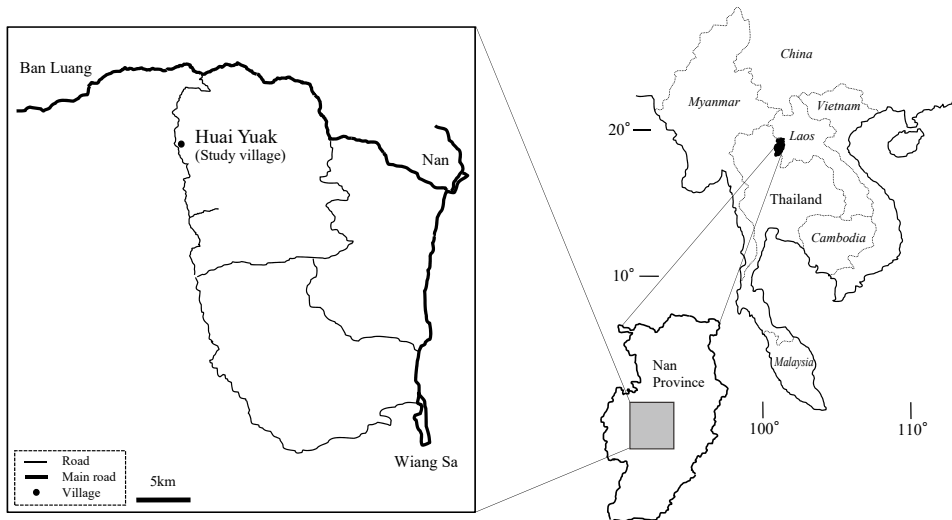 Ban Luang
Huai Yuak
(Study village)
Nan
Wiang Sa
Road
Main road
Village
5km
China
Myanmar
Vietnam
Laos
20°
Thailand
Cambodia
10°
Malaysia
Nan
Province
100°
110°